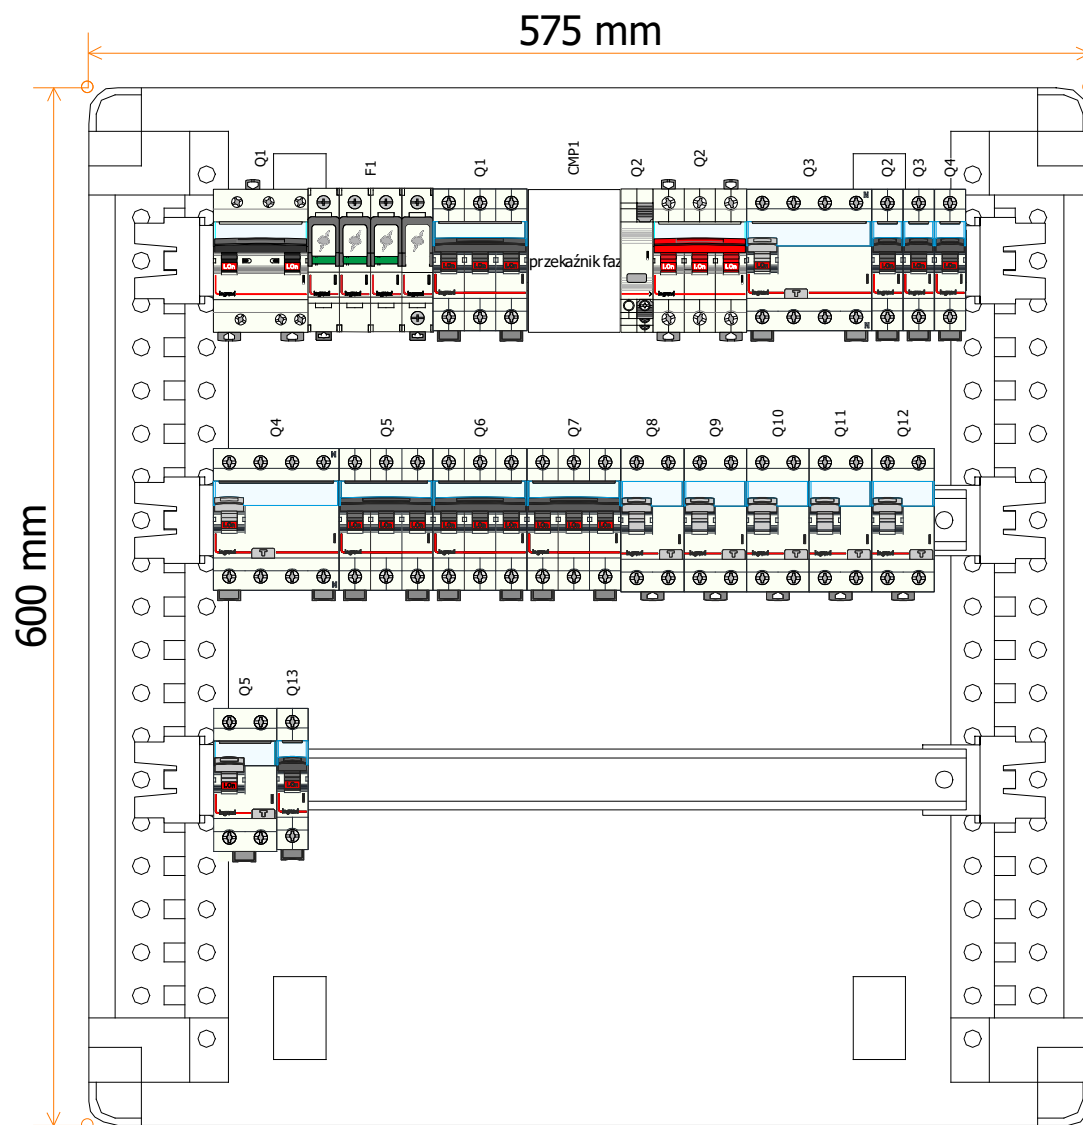 575 mm
600 mm
Q1 F1 Q1 CMP1 Q2 Q2 Q3 Q2 Q3 Q4
przekaźnik faz
Q4 Q5 Q6 Q7 Q8 Q9 Q10 Q11 Q12
Q5 Q13